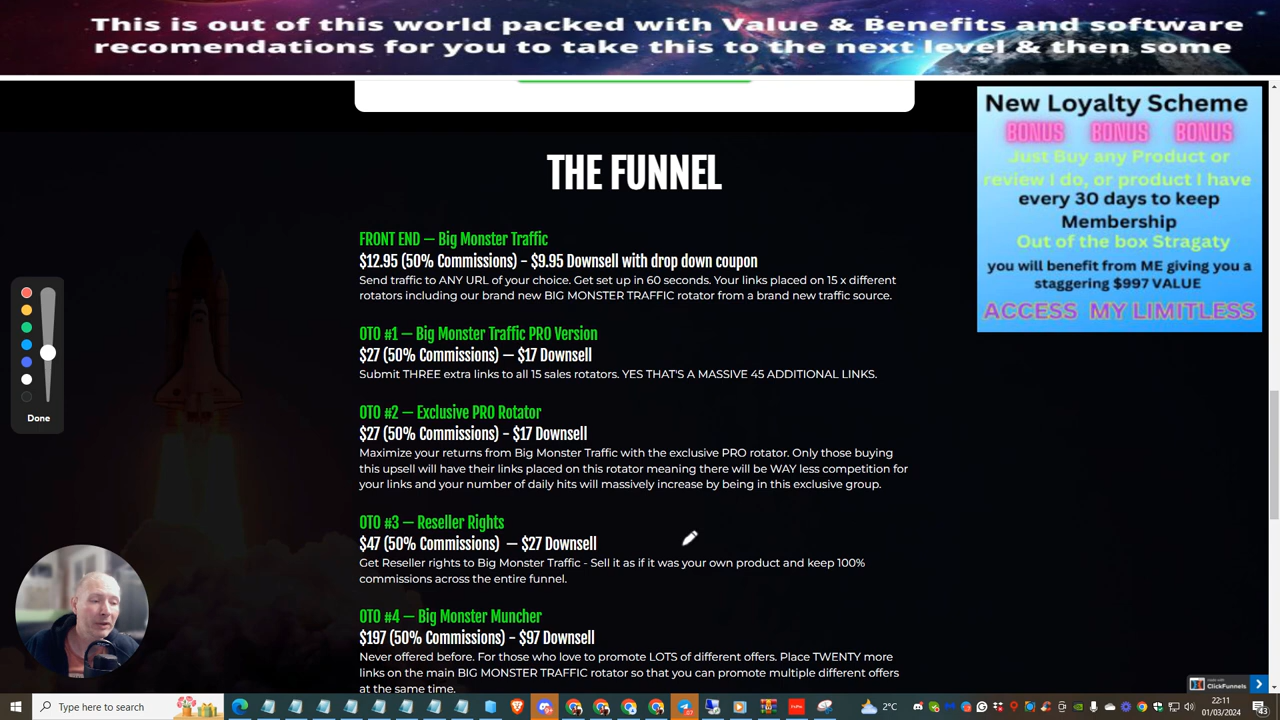 This is out of this world packed with Value & Benefits and software
recomendations for you to take this to the next level & then some
New Loyalty Scheme
BONUS BONUS BONUS
Just Buy any Product or
review I do, or product I have
every 30 days to keep
Membership
Out of the box Stragaty
you will benefit from ME giving you a
staggering $997 VALUE
ACCESS MY LIMITLESS
THE FUNNEL
FRONT END — Big Monster Traffic
$12.95 (50% Commissions) - $9.95 Downsell with drop down coupon
Send traffic to ANY URL of your choice. Get set up in 60 seconds. Your links placed on 15 x different
rotators including our brand new BIG MONSTER TRAFFIC rotator from a brand new traffic source.
OTO #1 — Big Monster Traffic PRO Version
$27 (50% Commissions) — $17 Downsell
Submit THREE extra links to all 15 sales rotators. YES THAT'S A MASSIVE 45 ADDITIONAL LINKS.
OTO #2 — Exclusive PRO Rotator
$27 (50% Commissions) - $17 Downsell
Maximize your returns from Big Monster Traffic with the exclusive PRO rotator. Only those buying
this upsell will have their links placed on this rotator meaning there will be WAY less competition for
your links and your number of daily hits will massively increase by being in this exclusive group.
OTO #3 — Reseller Rights
$47 (50% Commissions) — $27 Downsell
Get Reseller rights to Big Monster Traffic - Sell it as if it was your own product and keep 100%
commissions across the entire funnel.
OTO #4 — Big Monster Muncher
$197 (50% Commissions) - $97 Downsell
Never offered before. For those who love to promote LOTS of different offers. Place TWENTY more
links on the main BIG MONSTER TRAFFIC rotator so that you can promote multiple different offers
at the same time.
Done
made with
ClickFunnels
Type here to search
2°C
22:11
01/03/2024